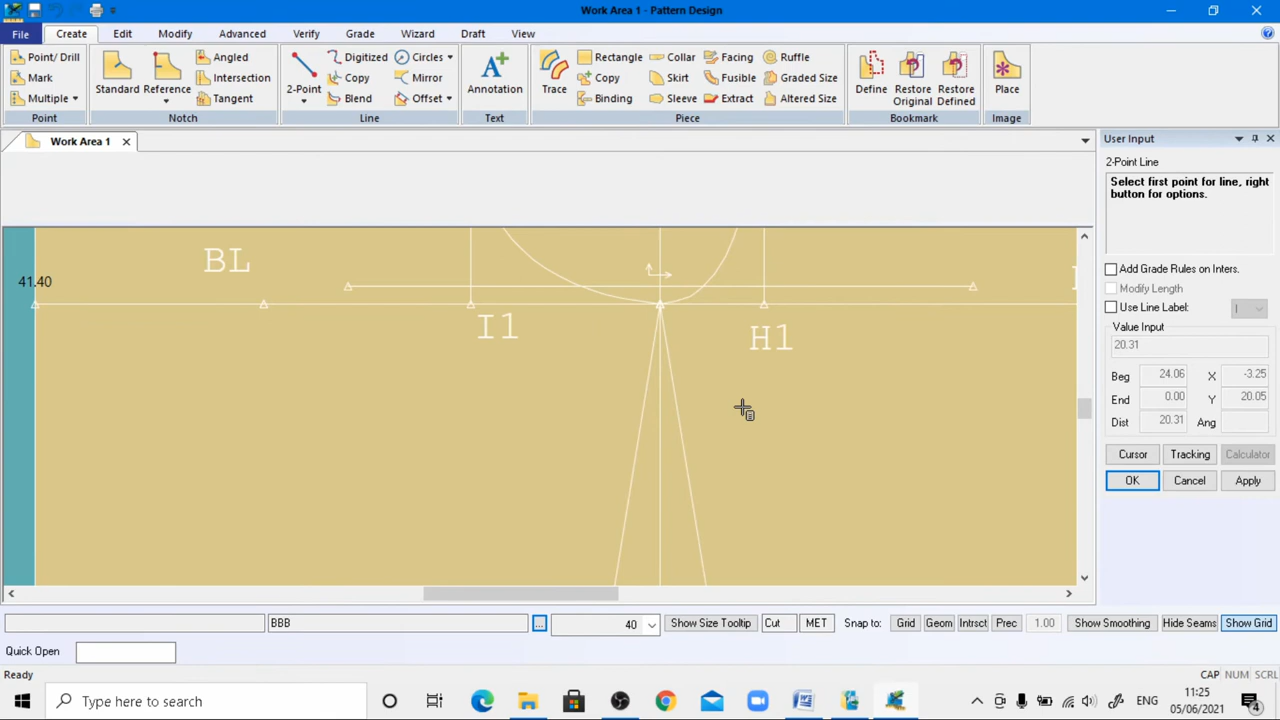 Work Area 1 - Pattern Design
File Create Edit Modify Advanced Verify Grade Wizard Draft View
Point/ Drill
Mark
Multiple
Point
Standard
Reference
Angled
Intersection
Tangent
Notch
2-Point
Digitized
Copy
Blend
Circles
Mirror
Offset
Line
Annotation
Text
Trace
Rectangle
Copy
Binding
Collar
Skirt
Sleeve
Facing
Fusible
Extract
Ruffle
Graded Size
Altered Size
Piece
Define
Restore Original
Restore Defined
Bookmark
Place
Image
Work Area 1
User Input
2-Point Line
Select first point for line, right
button for options.
Add Grade Rules on Inters.
Modify Length
Use Line Label:
Value Input
20.31
Beg 24.06 X -3.25
End 0.00 Y 20.05
Dist 20.31 Ang
Cursor Tracking Calculator
OK Cancel Apply
BL
41.40
I1
H1
BBB ... 40 Show Size Tooltip Cut MET Snap to: Grid Geom Intrsct Prec 1.00 Show Smoothing Hide Seams Show Grid
Quick Open
Ready CAP NUM SCRL
Type here to search
ENG
11:25
05/06/2021
4